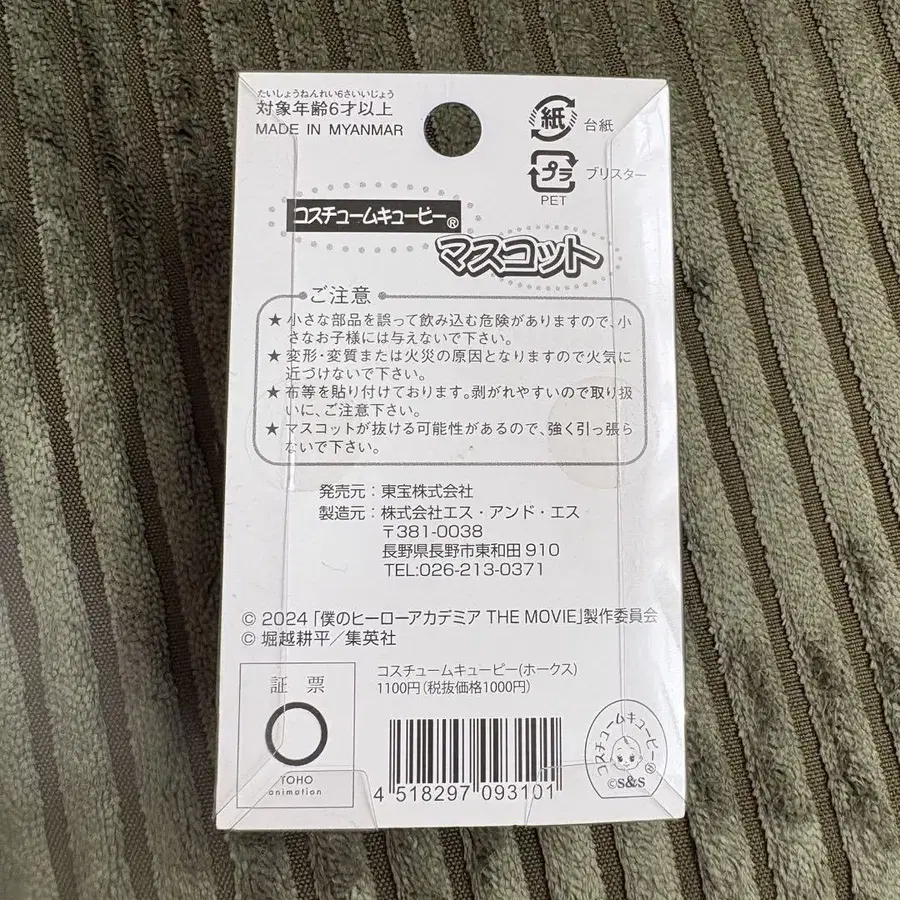 たいしょうねんれい6さいいじょう
対象年齢6才以上
MADE IN MYANMAR
紙
台紙
プラ
ブリスター
PET
コスチュームキューピー®
マスコット
ご注意
★小さな部品を誤って飲み込む危険がありますので、小
さなお子様には与えないで下さい。
★変形・変質または火災の原因となりますので火気に
近づけないで下さい。
★布等を貼り付けております。剥がれやすいので取り扱
いに、ご注意下さい。
★マスコットが抜ける可能性があるので、強く引っ張ら
ないで下さい。
発売元：東宝株式会社
製造元：株式会社エス・アンド・エス
〒381-0038
長野県長野市東和田 910
TEL:026-213-0371
© 2024 「僕のヒーローアカデミア THE MOVIE」製作委員会
© 堀越耕平／集英社
証 票
TOHO
animation
コスチュームキューピー(ホークス)
1100円(税抜価格1000円)
4 518297 093101
コスチュームキューピー®
©S&S